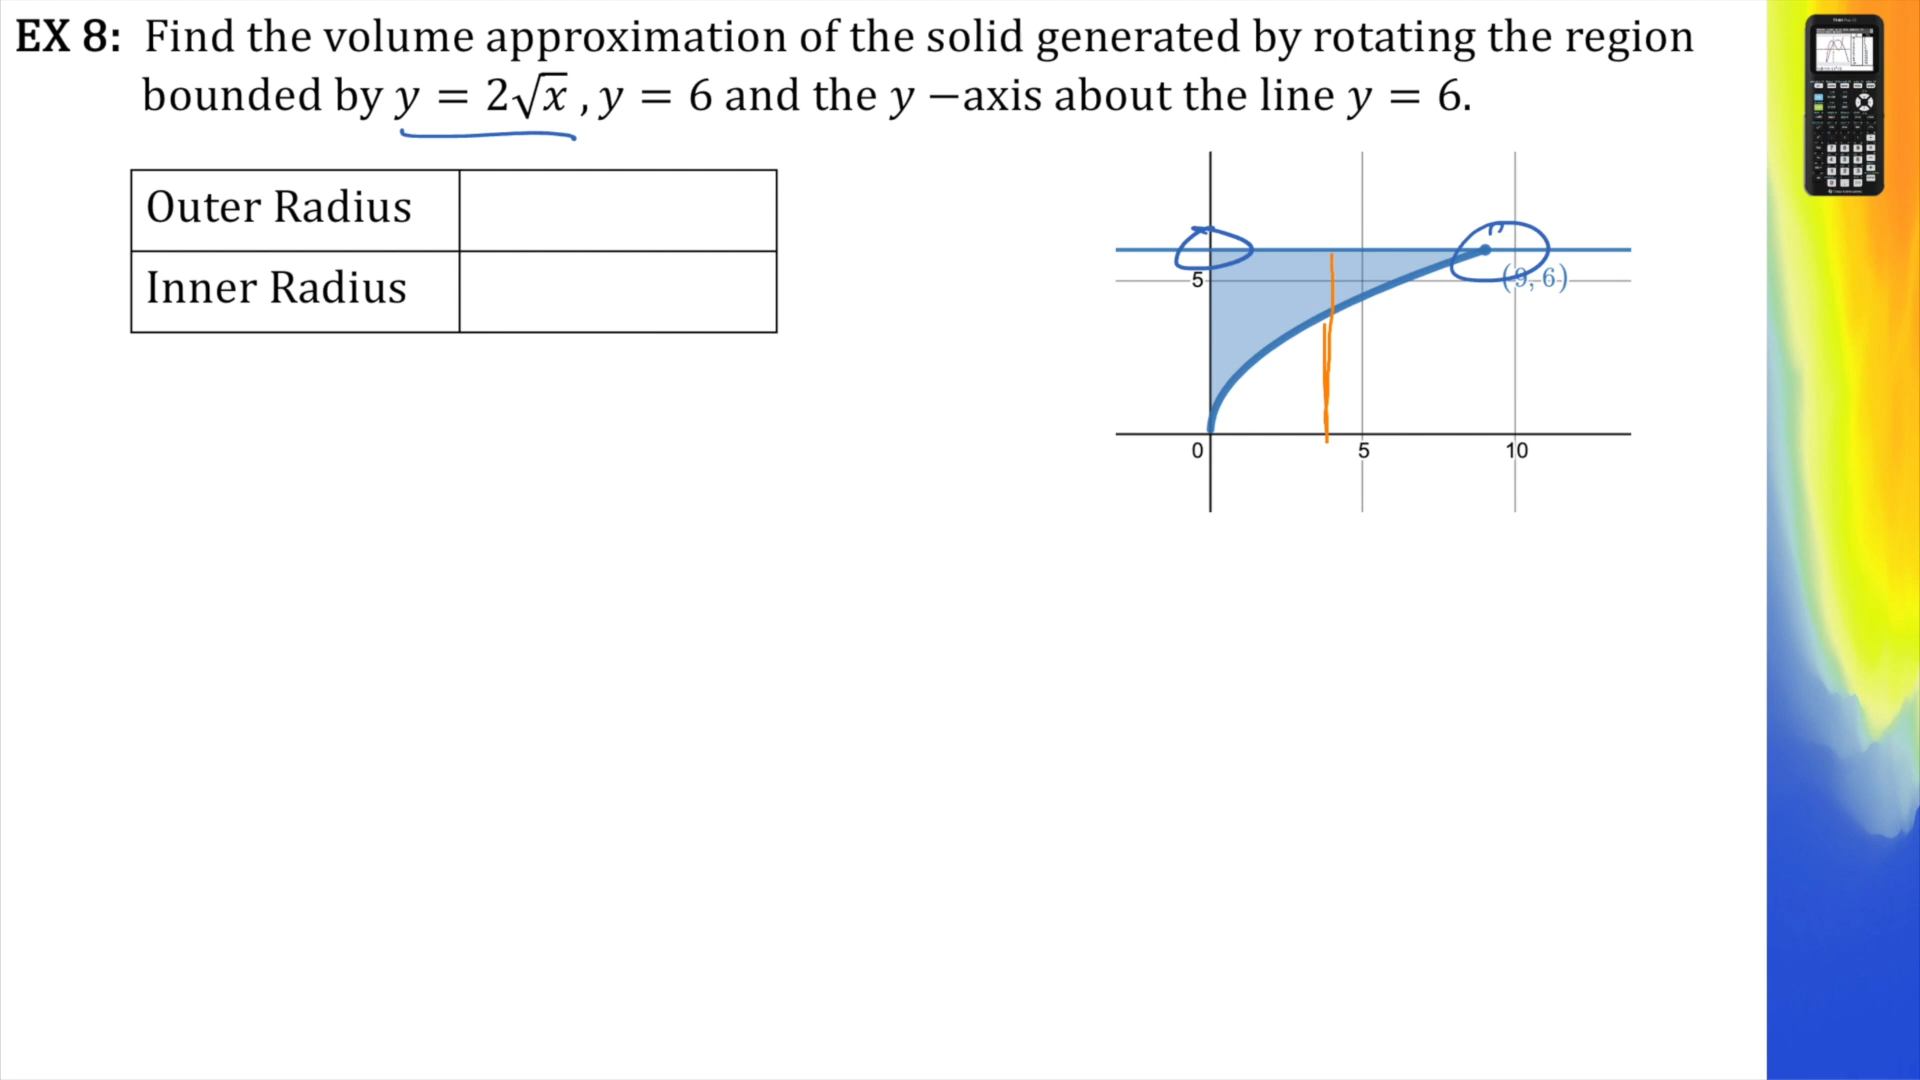 EX 8: Find the volume approximation of the solid generated by rotating the region
bounded by y = 2√x , y = 6 and the y −axis about the line y = 6.
Outer Radius
Inner Radius
5
(9, 6)
0
5
10